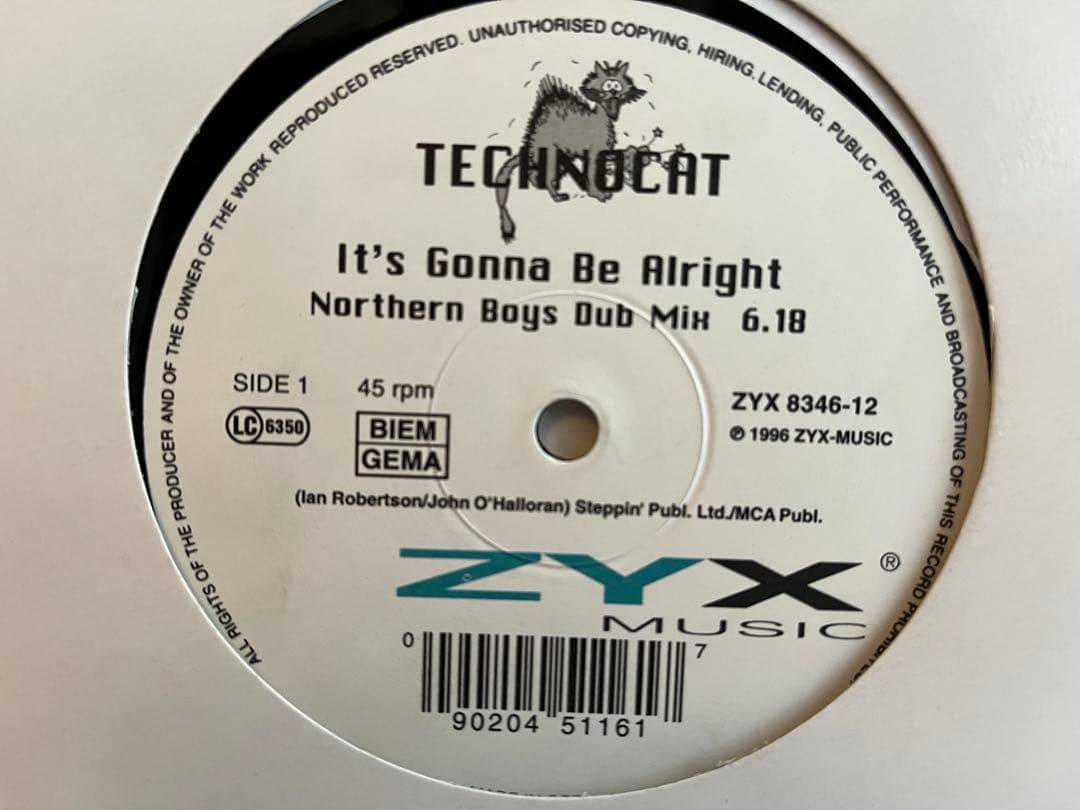 ALL RIGHTS OF THE PRODUCER AND OF THE OWNER OF THE WORK REPRODUCED RESERVED. UNAUTHORISED COPYING, HIRING, LENDING, PUBLIC PERFORMANCE AND BROADCASTING OF THIS RECORD
TECHNOCAT
It's Gonna Be Alright
Northern Boys Dub Mix 6.18
SIDE 1 45 rpm ZYX 8346-12
LC 6350 BIEM ℗ 1996 ZYX-MUSIC
GEMA
(Ian Robertson/John O'Halloran) Steppin' Publ. Ltd./MCA Publ.
ZYX ®
MUSIC
0 90204 51161 7